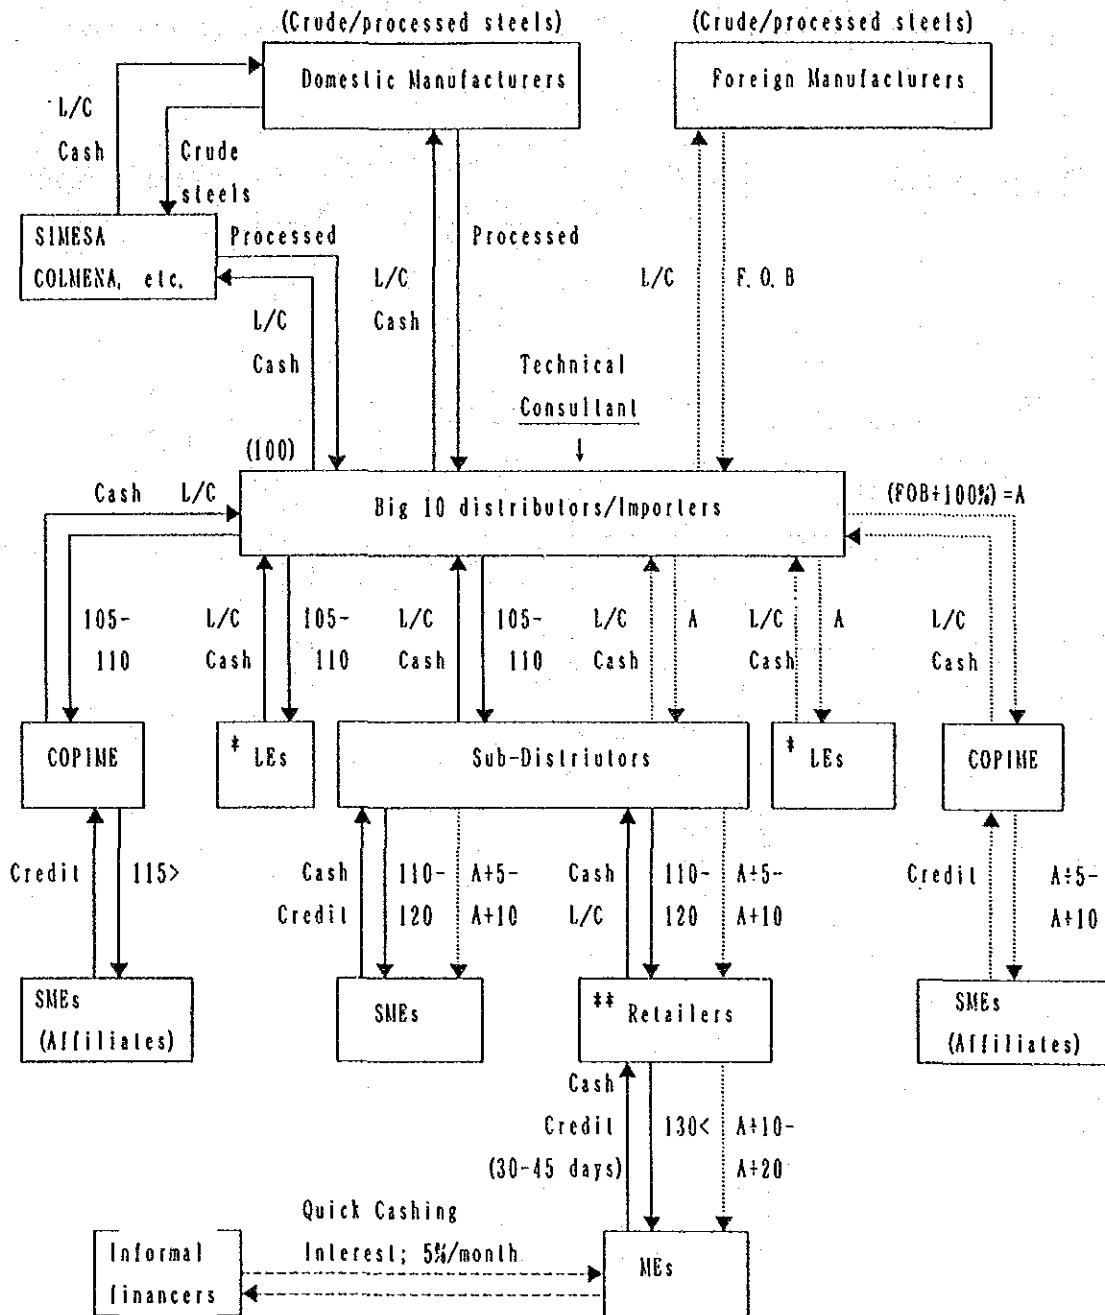 (Crude/processed steels)
(Crude/processed steels)
Domestic Manufacturers
Foreign Manufacturers
L/C
Cash
Crude
steels
SIMESA
COLMENA, etc.
Processed
L/C
Cash
L/C
Cash
Processed
L/C
F.O.B
Technical
Consultant
(100)
Big 10 distributors/Importers
Cash L/C
(FOB+100%)=A
105-
110
L/C
Cash
105-
110
L/C
Cash
105-
110
L/C
Cash
A
L/C
Cash
A
L/C
Cash
COPIME
* LEs
Sub-Distriutors
* LEs
COPIME
Credit
115>
Cash
Credit
110-
120
A+5-
A+10
Cash
L/C
110-
120
A+5-
A+10
Credit
A+5-
A+10
SMEs
(Affiliates)
SMEs
** Retailers
SMEs
(Affiliates)
Cash
Credit
(30-45 days)
130<
A+10-
A+20
Quick Cashing
Interest; 5%/month
Informal
financers
MEs